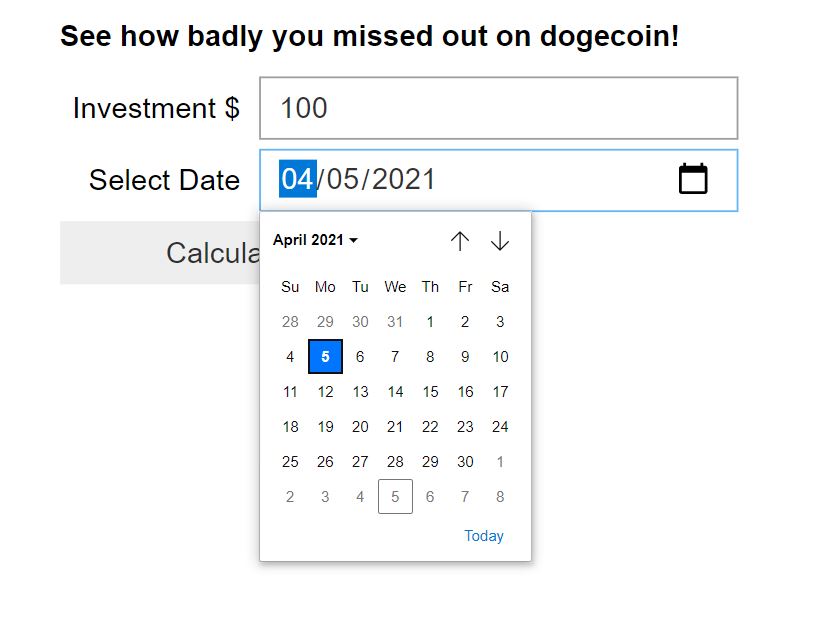 See how badly you missed out on dogecoin!
Investment $ 100
Select Date 04/05/2021
Calcula
April 2021
Su Mo Tu We Th Fr Sa
28 29 30 31 1 2 3
4 5 6 7 8 9 10
11 12 13 14 15 16 17
18 19 20 21 22 23 24
25 26 27 28 29 30 1
2 3 4 5 6 7 8
Today